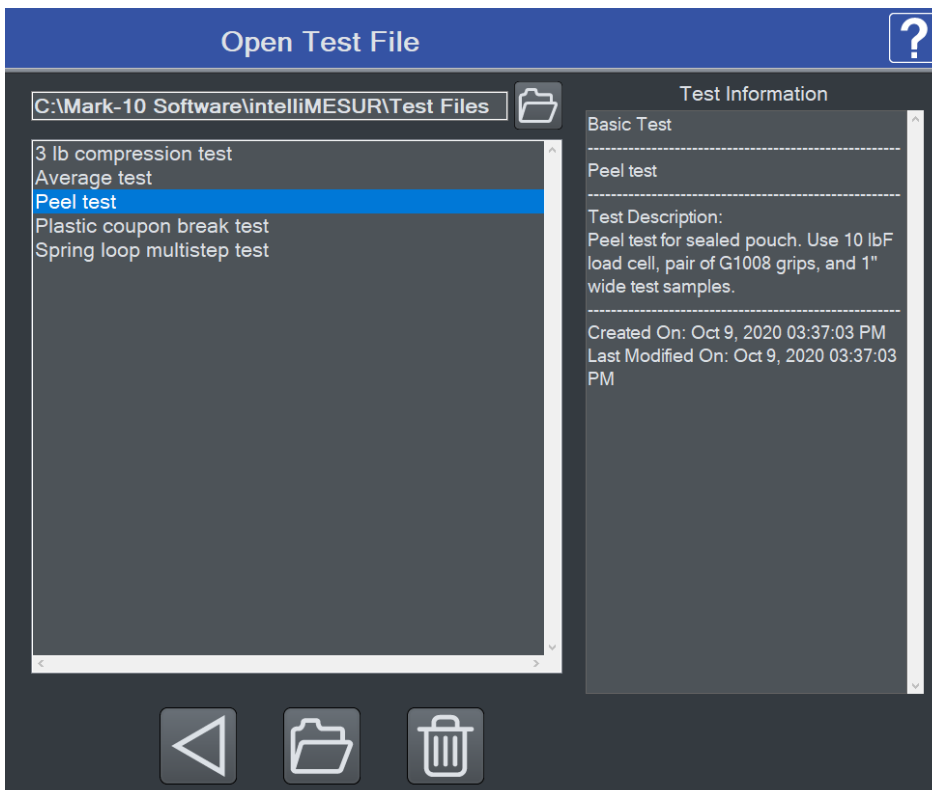 Open Test File
?
C:\Mark-10 Software\intelliMESUR\Test Files
3 lb compression test
Average test
Peel test
Plastic coupon break test
Spring loop multistep test
Test Information
Basic Test
Peel test
Test Description:
Peel test for sealed pouch. Use 10 lbF
load cell, pair of G1008 grips, and 1"
wide test samples.
Created On: Oct 9, 2020 03:37:03 PM
Last Modified On: Oct 9, 2020 03:37:03
PM